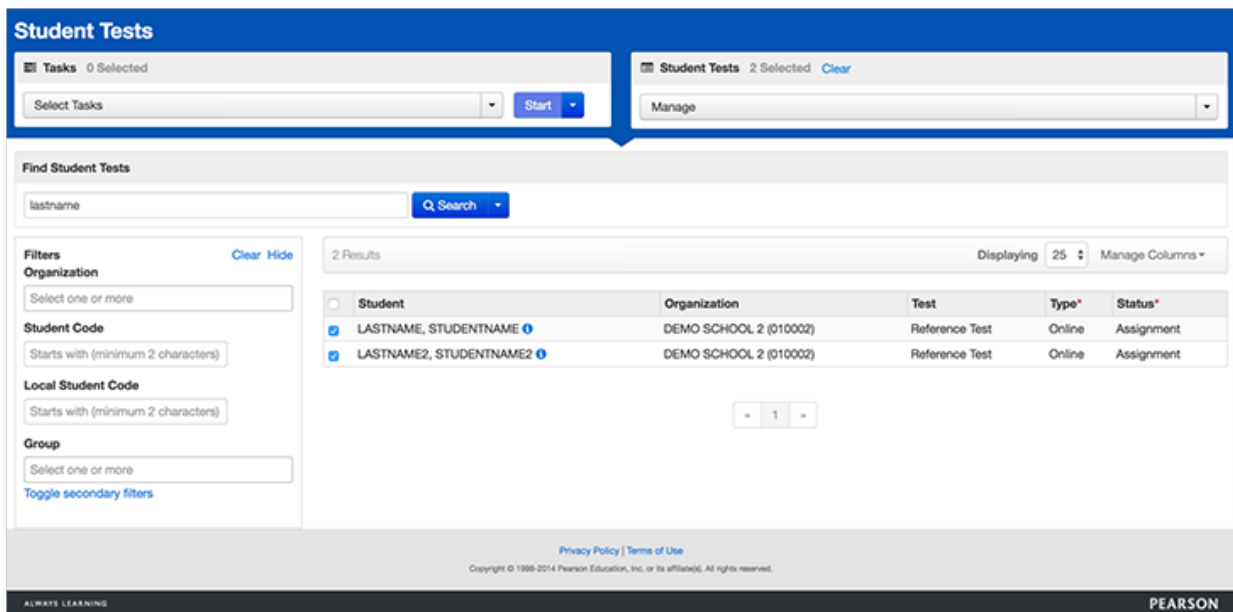 Student Tests
Tasks 0 Selected
Student Tests 2 Selected Clear
Select Tasks
Start
Manage
Find Student Tests
lastname
Search
Filters Clear Hide
2 Results Displaying 25 Manage Columns
Organization
Select one or more
Student Code
Starts with (minimum 2 characters)
Local Student Code
Starts with (minimum 2 characters)
Group
Select one or more
Toggle secondary filters
Student Organization Test Type* Status*
LASTNAME, STUDENTNAME DEMO SCHOOL 2 (010002) Reference Test Online Assignment
LASTNAME2, STUDENTNAME2 DEMO SCHOOL 2 (010002) Reference Test Online Assignment
« 1 »
Privacy Policy | Terms of Use
Copyright © 1998-2014 Pearson Education, Inc. or its affiliate(s). All rights reserved.
ALWAYS LEARNING PEARSON